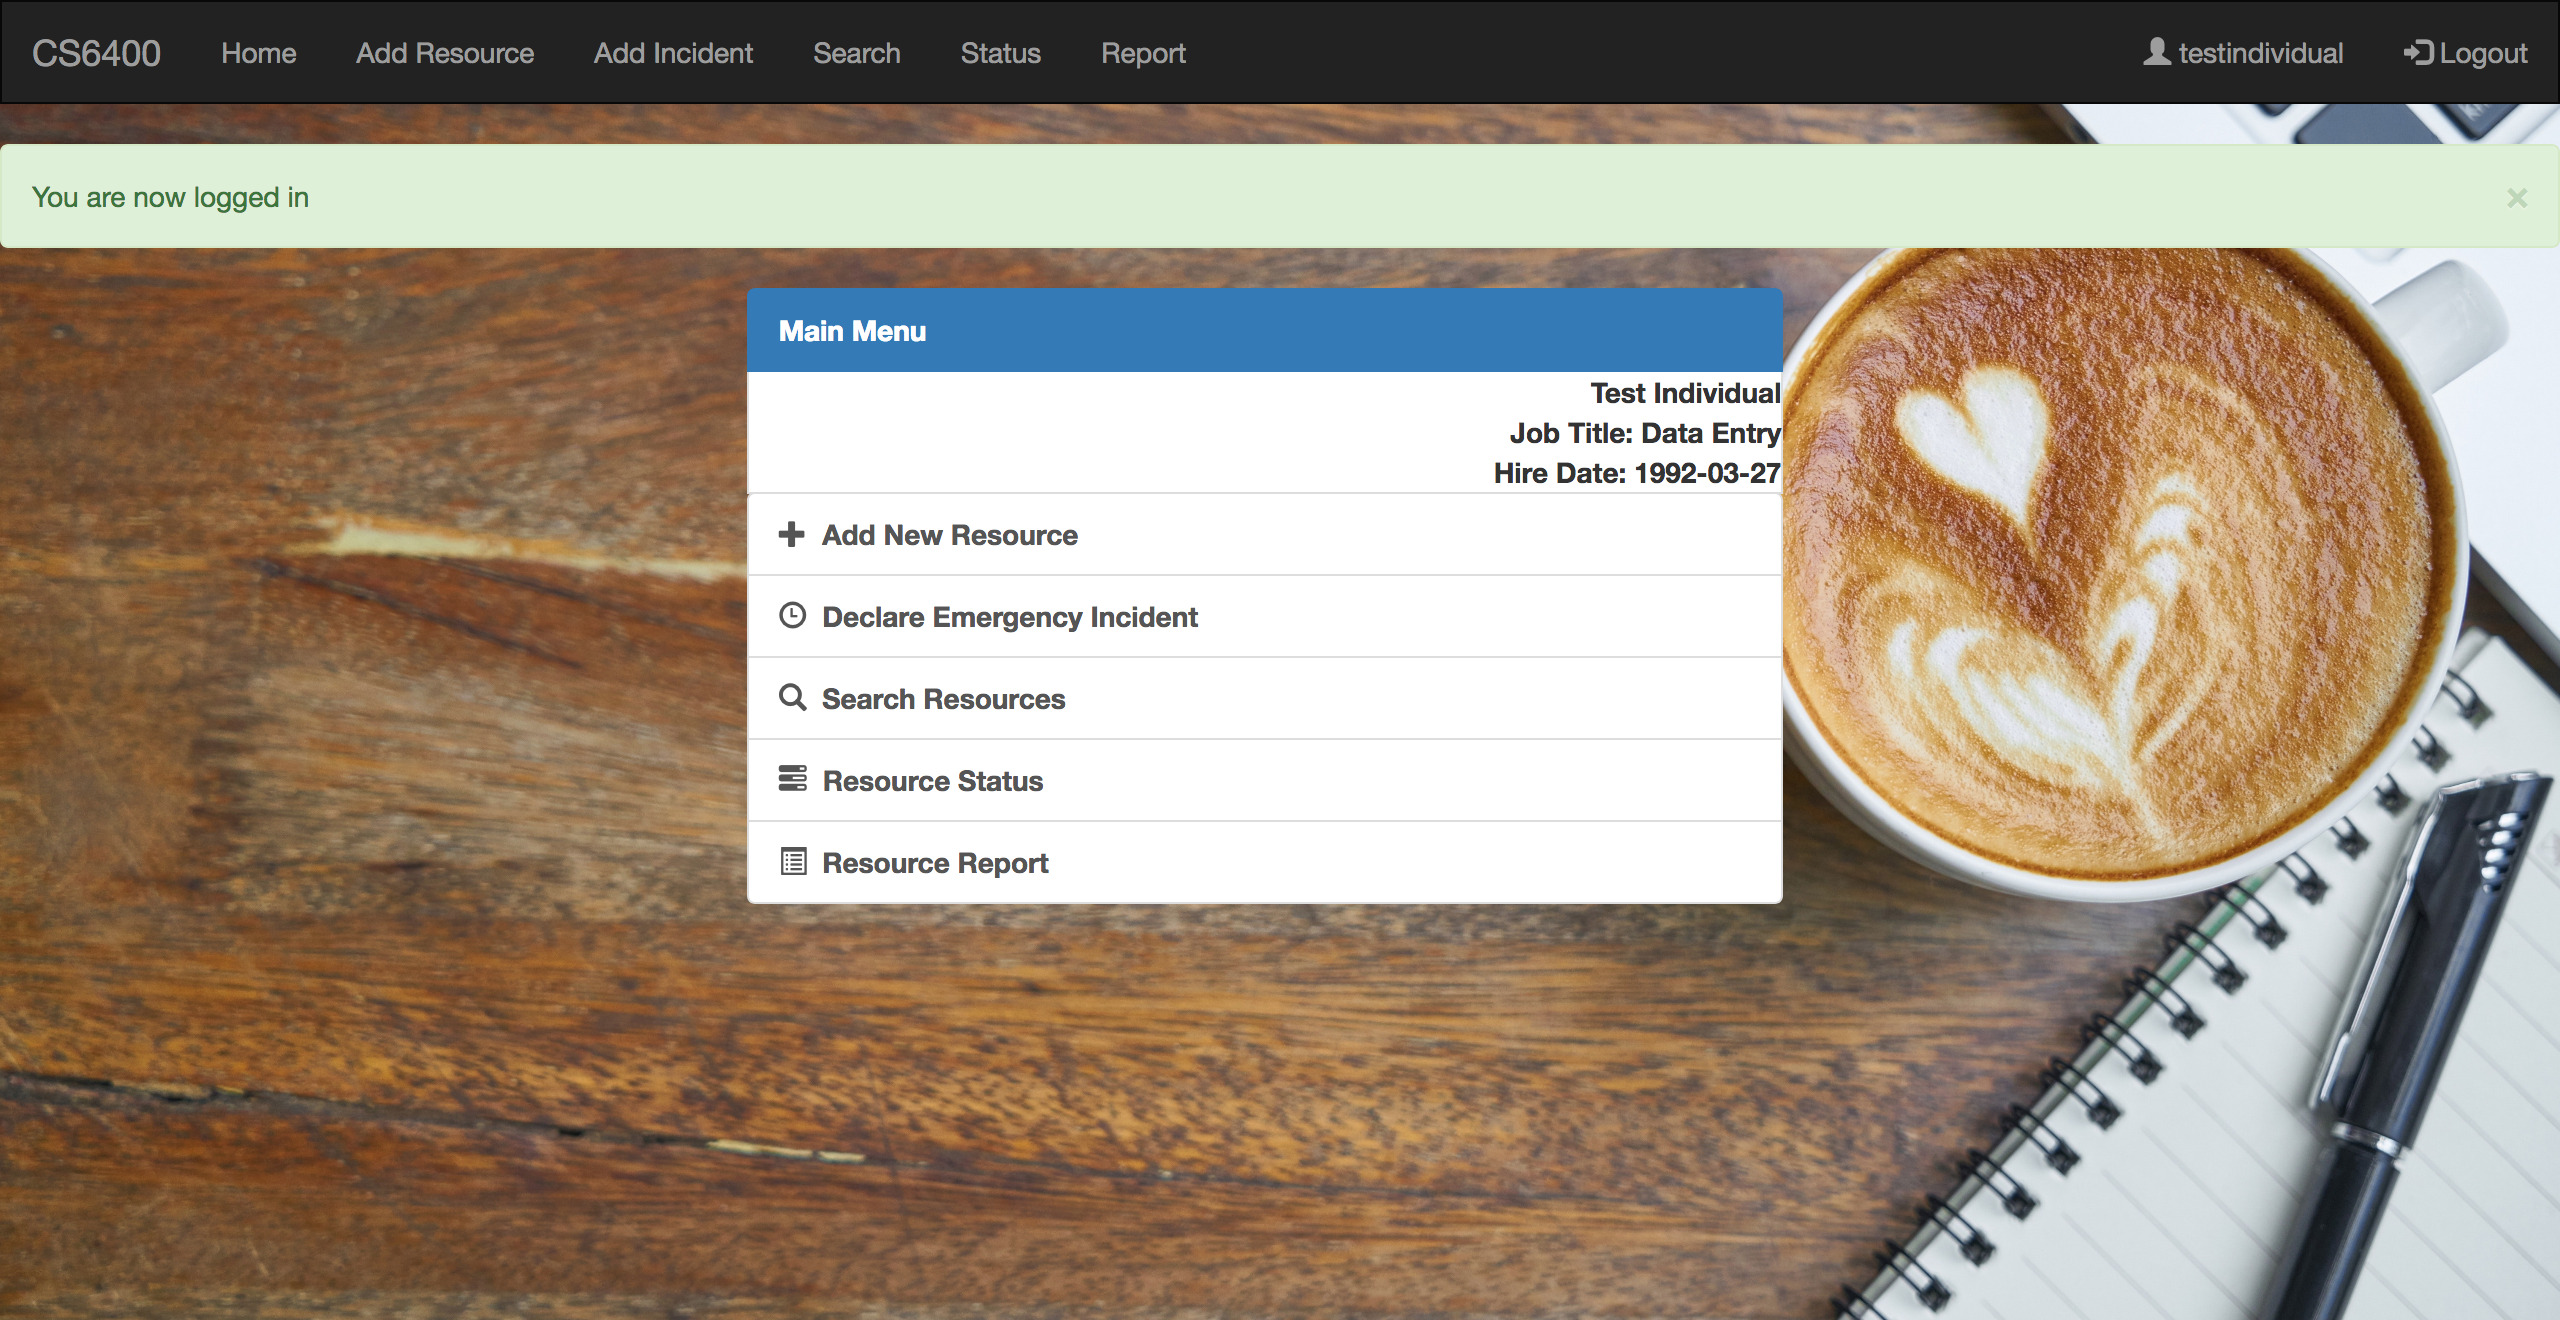 CS6400 Home Add Resource Add Incident Search Status Report testindividual Logout
You are now logged in ×
Main Menu
Test Individual
Job Title: Data Entry
Hire Date: 1992-03-27
Add New Resource
Declare Emergency Incident
Search Resources
Resource Status
Resource Report